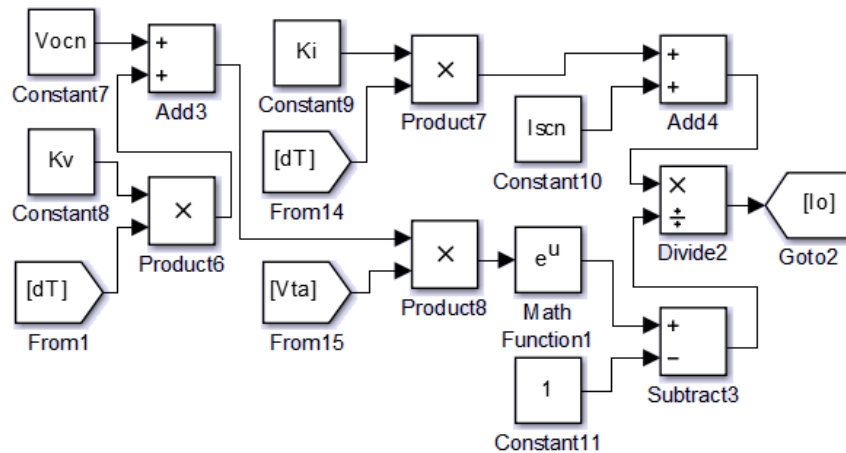 Vocn
Constant7
+
+
Add3
Ki
Constant9
×
Product7
+
+
Add4
Iscn
Constant10
[dT]
From14
Kv
Constant8
×
Product6
[dT]
From1
×
÷
Divide2
[Io]
Goto2
[Vta]
From15
×
Product8
e^u
Math
Function1
1
Constant11
+
−
Subtract3